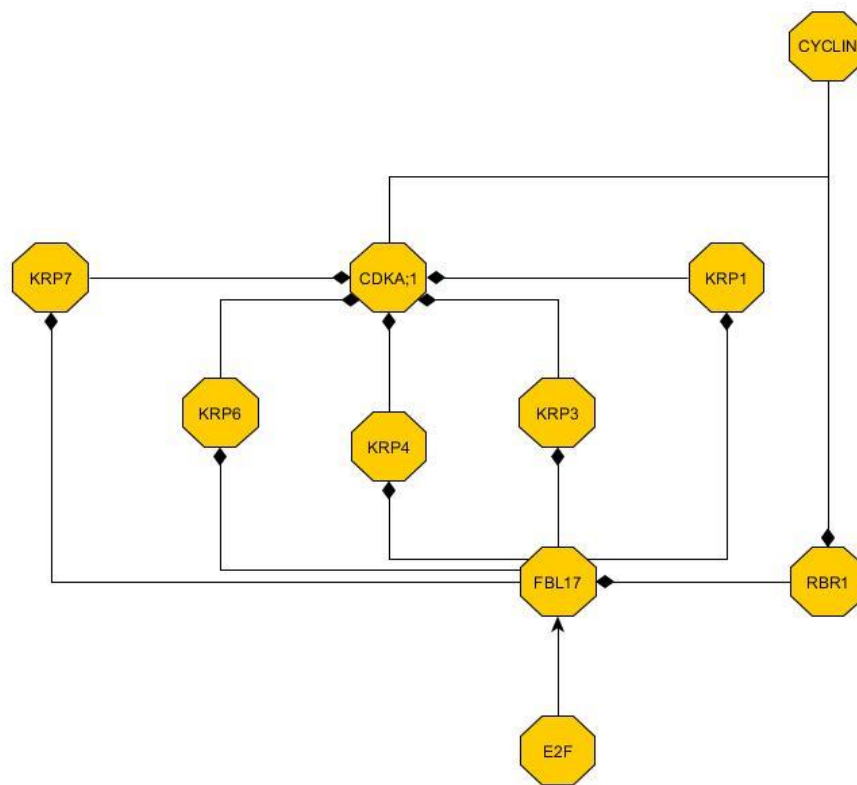 CYCLIN
KRP7
CDKA;1
KRP1
KRP6
KRP3
KRP4
FBL17
RBR1
E2F